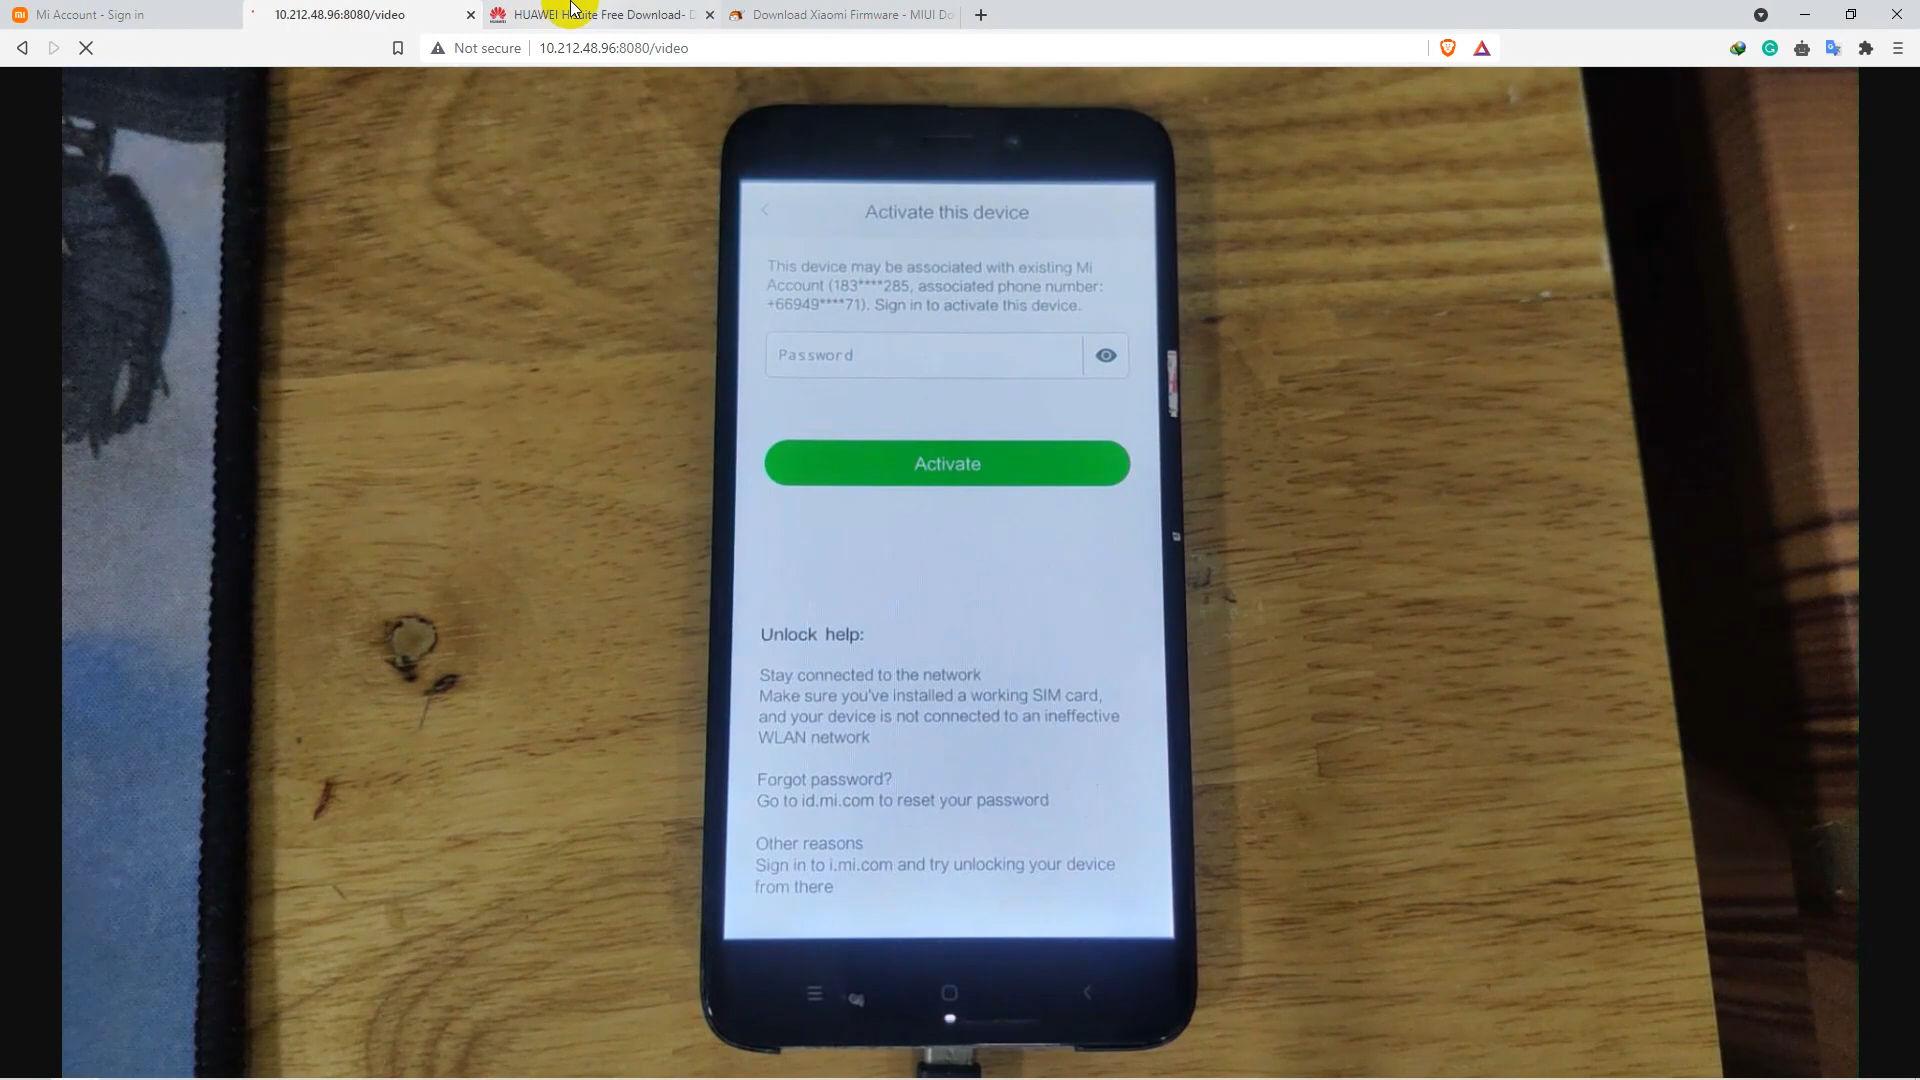 Mi Account - Sign in
10.212.48.96:8080/video
HUAWEI Free Download-
Download Xiaomi Firmware - MIUI Do
Not secure
10.212.48.96:8080/video
Activate this device
This device may be associated with existing Mi
Account (183****285, associated phone number:
+66949****71). Sign in to activate this device.
Password
Activate
Unlock help:
Stay connected to the network
Make sure you've installed a working SIM card,
and your device is not connected to an ineffective
WLAN network
Forgot password?
Go to id.mi.com to reset your password
Other reasons
Sign in to i.mi.com and try unlocking your device
from there